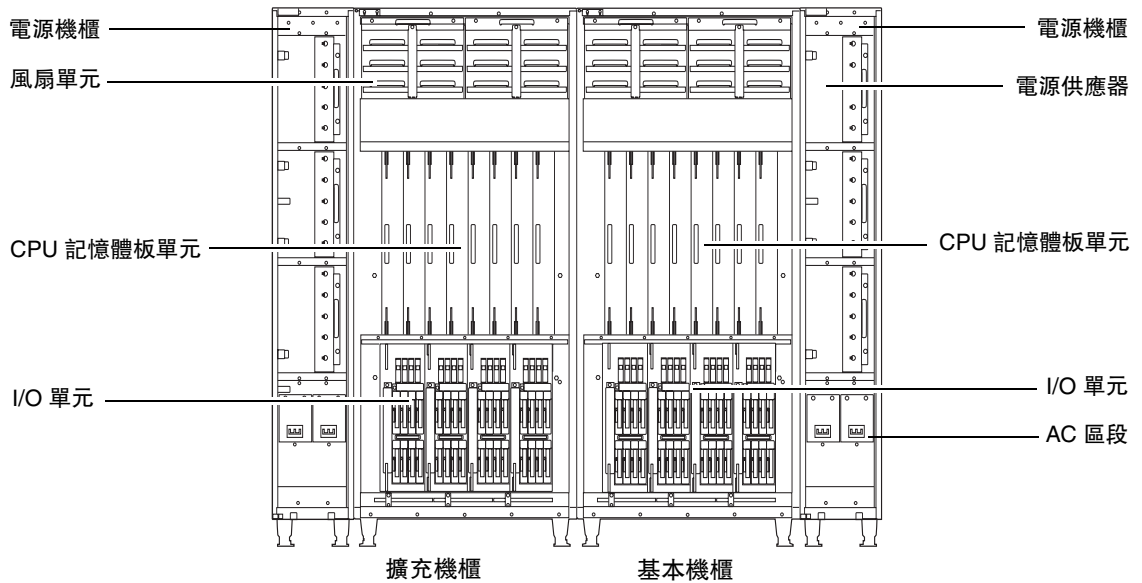 電源機櫃
電源機櫃
風扇單元
電源供應器
CPU 記憶體板單元
CPU 記憶體板單元
I/O 單元
I/O 單元
AC 區段
擴充機櫃
基本機櫃